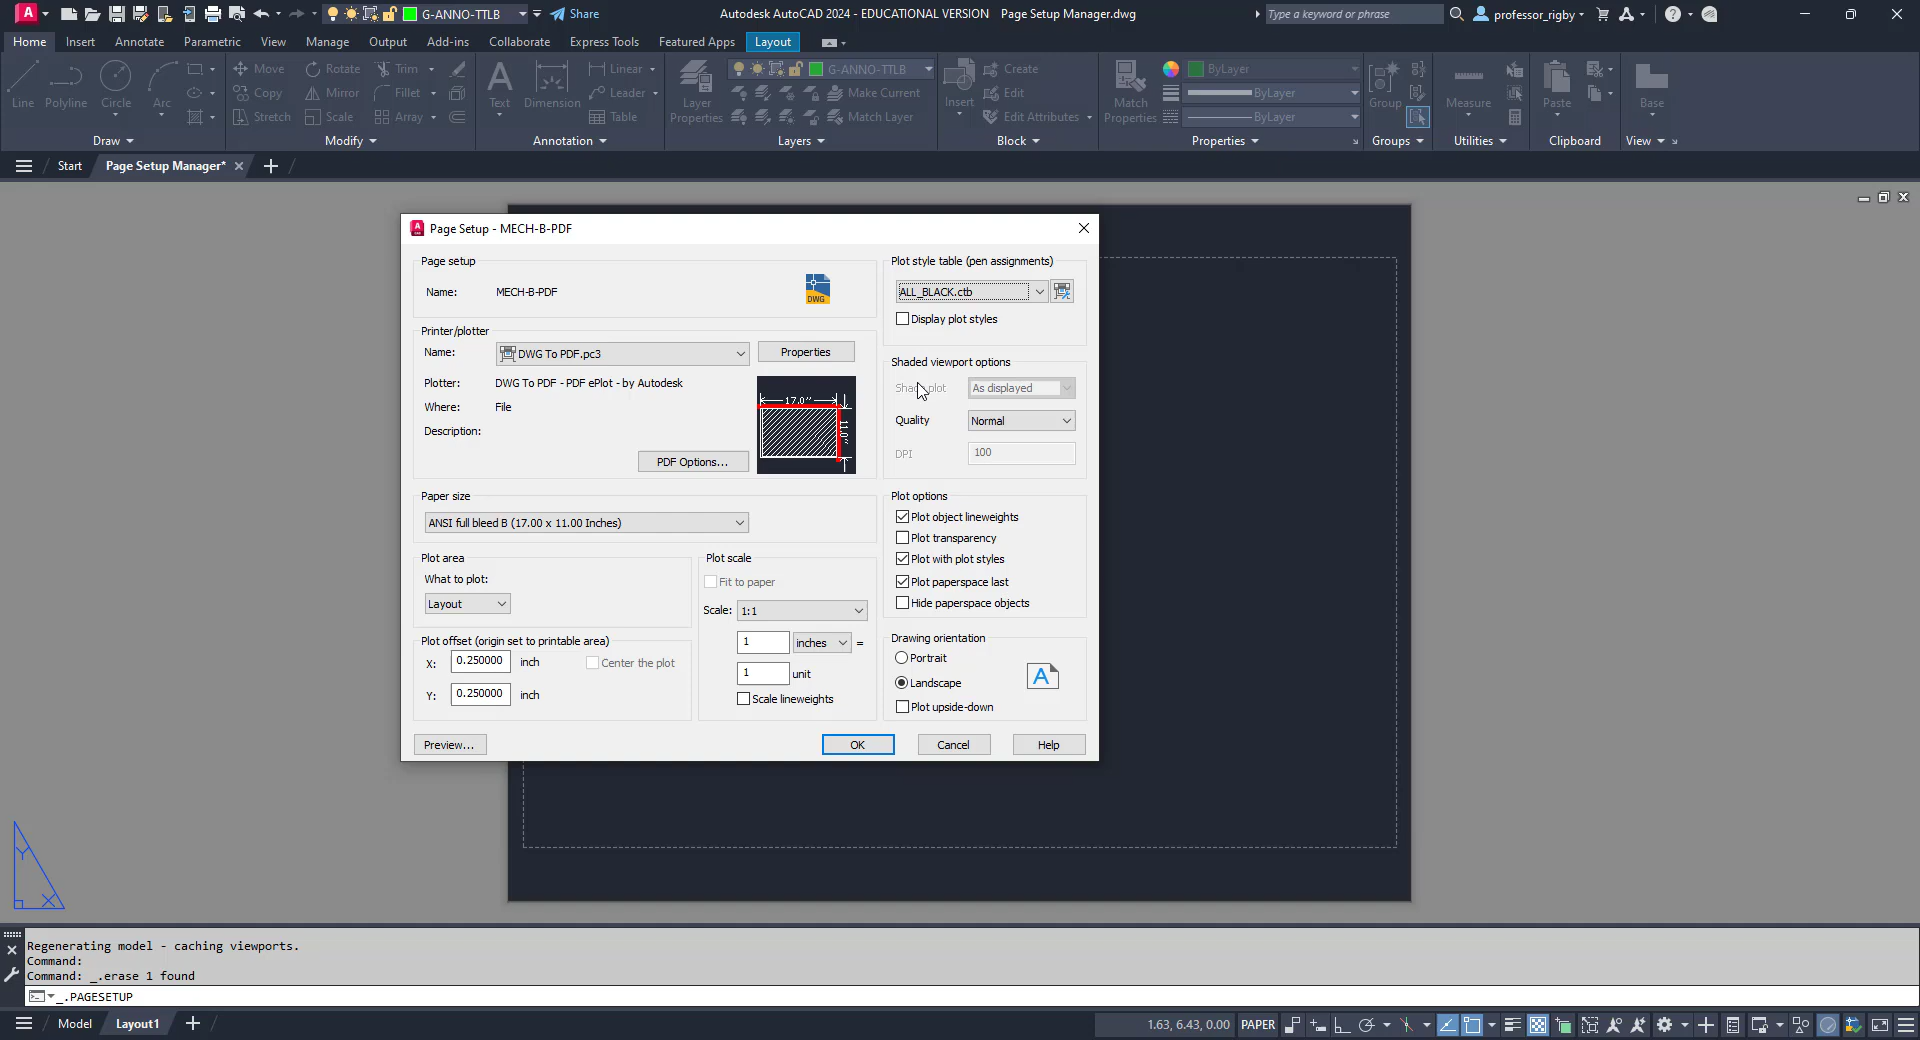 G-ANNO-TTLB
Share
Autodesk AutoCAD 2024 - EDUCATIONAL VERSION Page Setup Manager.dwg
Type a keyword or phrase
professor_rigby
Home Insert Annotate Parametric View Manage Output Add-ins Collaborate Express Tools Featured Apps Layout
Line Polyline Circle Arc
Move Rotate Trim
Copy Mirror Fillet
Stretch Scale Array
Text Dimension
Linear
Leader
Table
Layer Properties
G-ANNO-TTLB
Make Current
Match Layer
Insert
Create
Edit
Edit Attributes
Match Properties
ByLayer
ByLayer
ByLayer
Group
Measure
Paste
Base
Draw Modify Annotation Layers Block Properties Groups Utilities Clipboard View
Start Page Setup Manager*
Page Setup - MECH-B-PDF
Page setup
Name: MECH-B-PDF
DWG
Printer/plotter
Name: DWG To PDF.pc3 Properties
Plotter: DWG To PDF - PDF ePlot - by Autodesk
Where: File
Description:
17.0''
11.0''
PDF Options...
Paper size
ANSI full bleed B (17.00 x 11.00 Inches)
Plot area
What to plot:
Layout
Plot offset (origin set to printable area)
X: 0.250000 inch Center the plot
Y: 0.250000 inch
Plot scale
Fit to paper
Scale: 1:1
1 inches =
1 unit
Scale lineweights
Plot style table (pen assignments)
ALL_BLACK.ctb
Display plot styles
Shaded viewport options
Shade plot As displayed
Quality Normal
DPI 100
Plot options
Plot object lineweights
Plot transparency
Plot with plot styles
Plot paperspace last
Hide paperspace objects
Drawing orientation
Portrait
Landscape
Plot upside-down
A
Preview... OK Cancel Help
Y
X
Regenerating model - caching viewports.
Command:
Command: _.erase 1 found
_.PAGESETUP
Model Layout1
1.63, 6.43, 0.00 PAPER